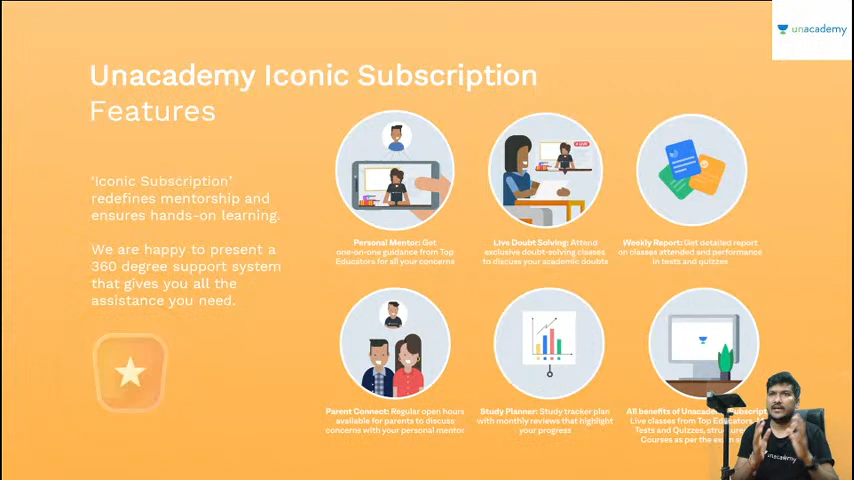 unacademy
Unacademy Iconic Subscription
Features
‘Iconic Subscription’
redefines mentorship and
ensures hands-on learning.
We are happy to present a
360 degree support system
that gives you all the
assistance you need.
LIVE
Personal Mentor: Get
one-on-one guidance from Top
Educators for all your concerns
Live Doubt Solving: Attend
exclusive doubt-solving classes
to discuss your academic doubts
Weekly Report: Get detailed report
on classes attended and performance
in tests and quizzes
Parent Connect: Regular open hours
available for parents to discuss
concerns with your personal mentor
Study Planner: Study tracker plan
with monthly reviews that highlight
your progress
All benefits of
Live classes from Top
Tests and Quizzes,
Courses as per the
unacademy